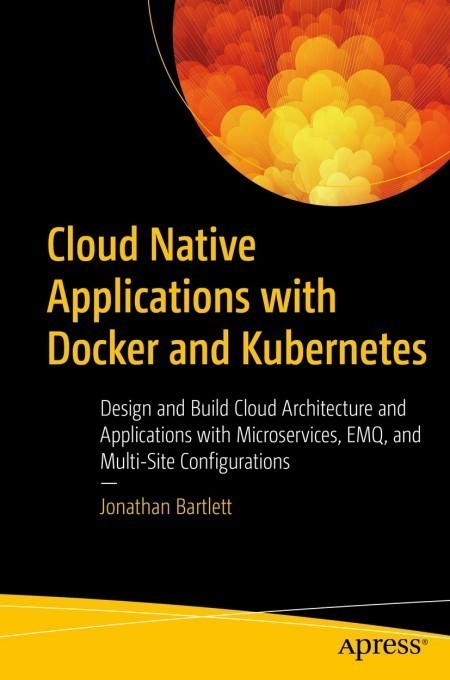 Cloud Native
Applications with
Docker and Kubernetes
Design and Build Cloud Architecture and
Applications with Microservices, EMQ, and
Multi-Site Configurations
—
Jonathan Bartlett
Apress®